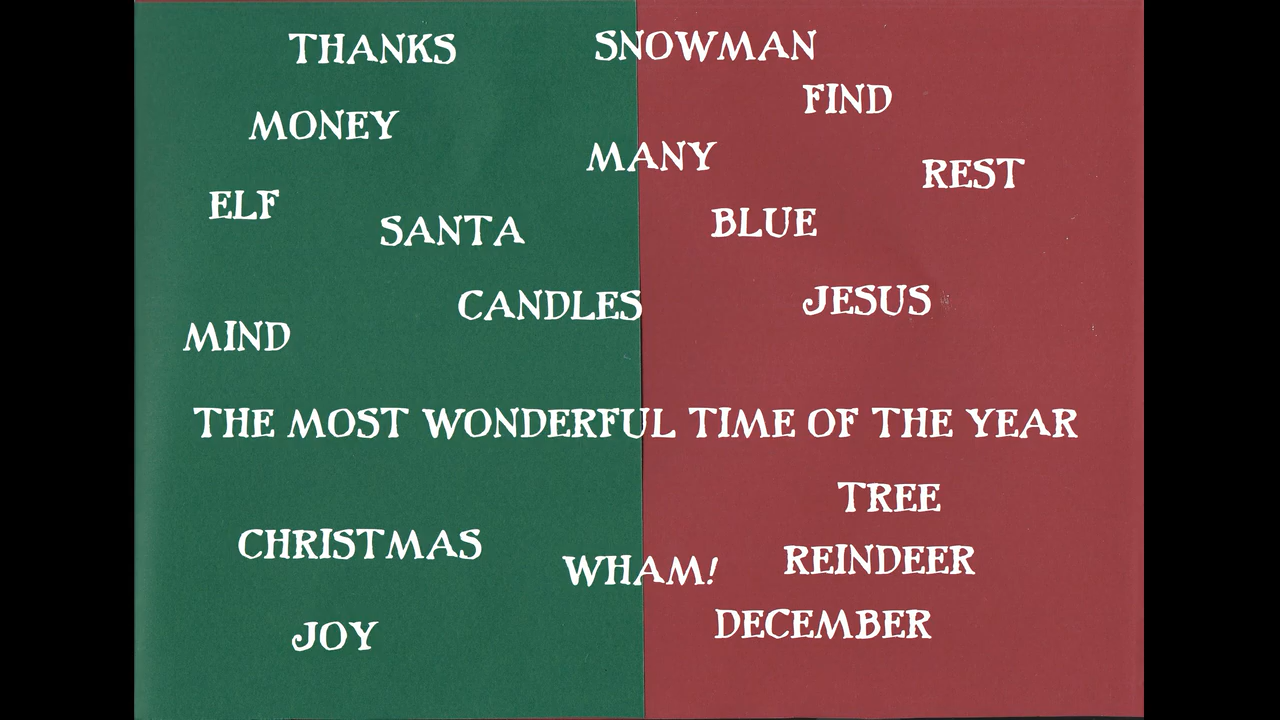 THANKS
SNOWMAN
FIND
MONEY
MANY
REST
ELF
SANTA
BLUE
CANDLES
JESUS
MIND
THE MOST WONDERFUL TIME OF THE YEAR
TREE
CHRISTMAS
WHAM!
REINDEER
DECEMBER
JOY